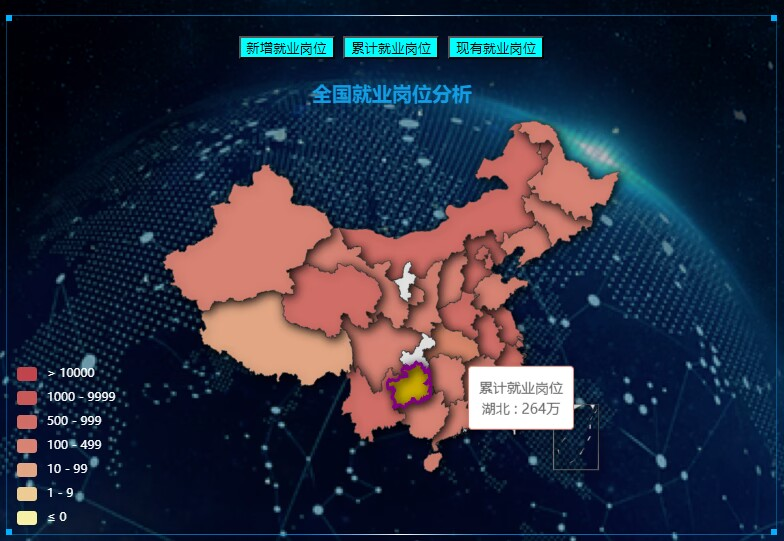 新增就业岗位 累计就业岗位 现有就业岗位
全国就业岗位分析
累计就业岗位
湖北 : 264万
> 10000
1000 - 9999
500 - 999
100 - 499
10 - 99
1 - 9
≤ 0